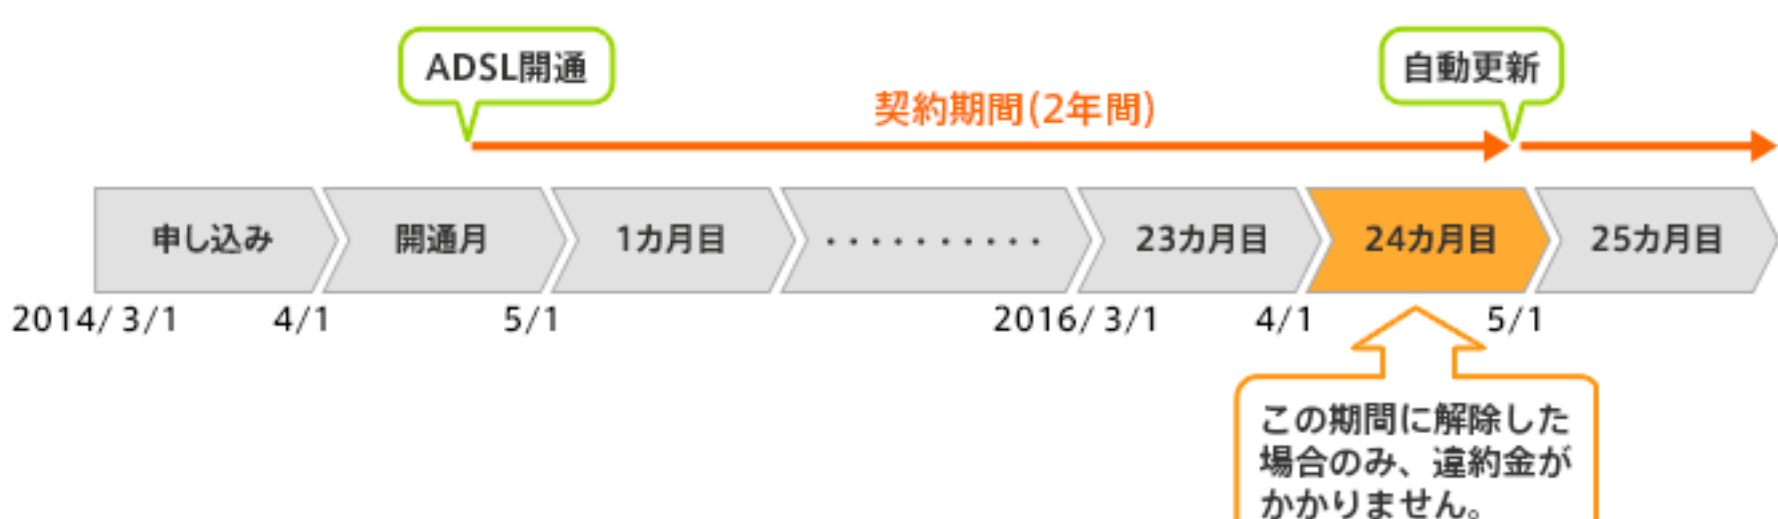 ADSL開通
自動更新
契約期間(2年間)
申し込み
開通月
1カ月目
··········
23カ月目
24カ月目
25カ月目
2014/ 3/1
4/1
5/1
2016/ 3/1
4/1
5/1
この期間に解除した
場合のみ、違約金が
かかりません。